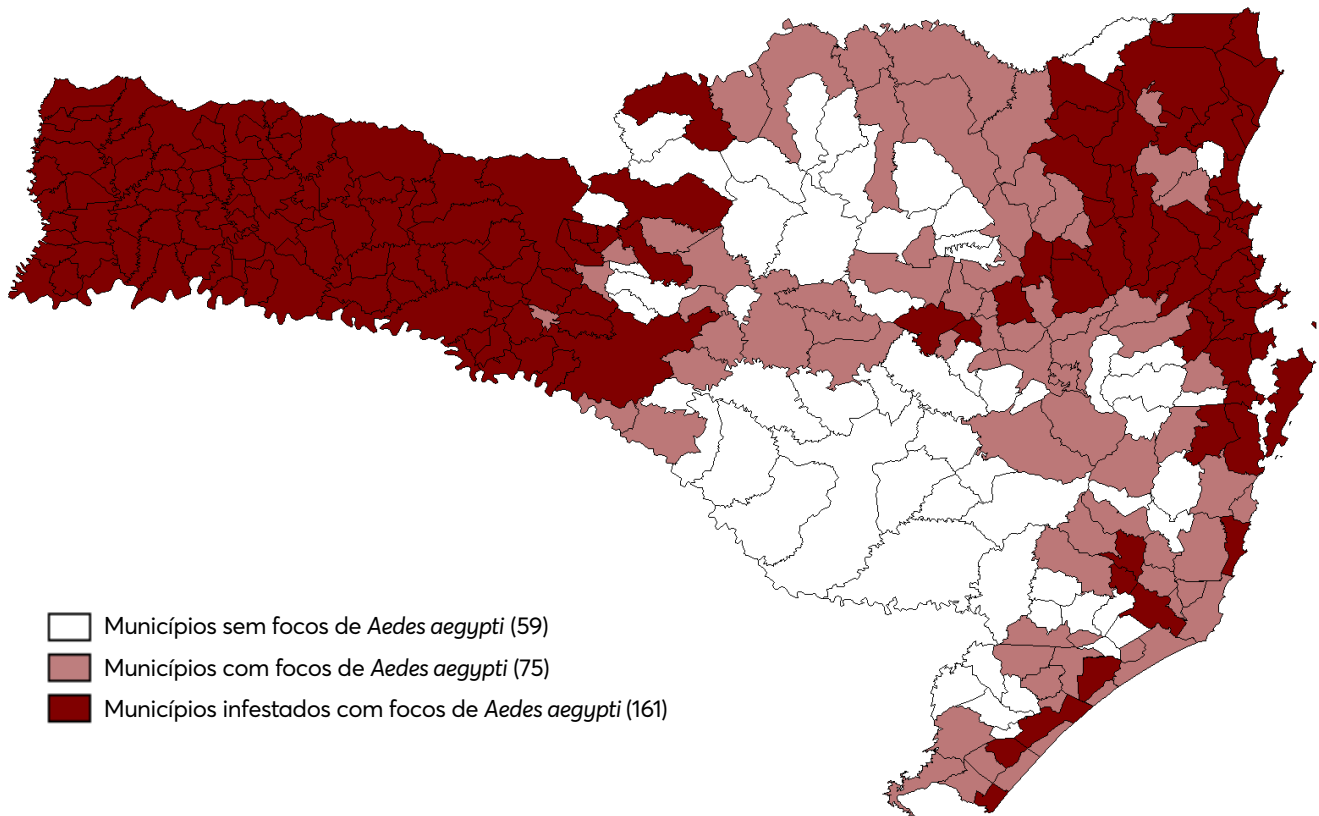 Municípios sem focos de Aedes aegypti (59)
Municípios com focos de Aedes aegypti (75)
Municípios infestados com focos de Aedes aegypti (161)